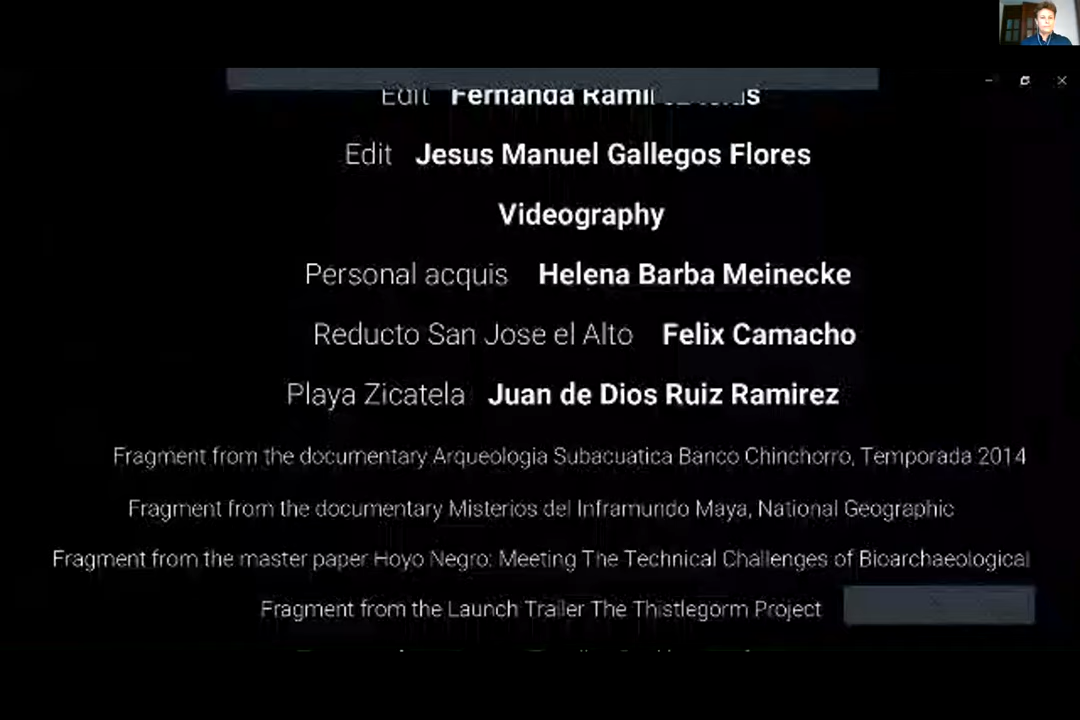 Edit Fernanda
Edit Jesus Manuel Gallegos Flores
Videography
Personal acquis Helena Barba Meinecke
Reducto San Jose el Alto Felix Camacho
Playa Zicatela Juan de Dios Ruiz Ramirez
Fragment from the documentary Arqueologia Subacuatica Banco Chinchorro, Temporada 2014
Fragment from the documentary Misterios del Inframundo Maya, National Geographic
Fragment from the master paper Hoyo Negro: Meeting The Technical Challenges of Bioarchaeological
Fragment from the Launch Trailer The Thistlegorm Project